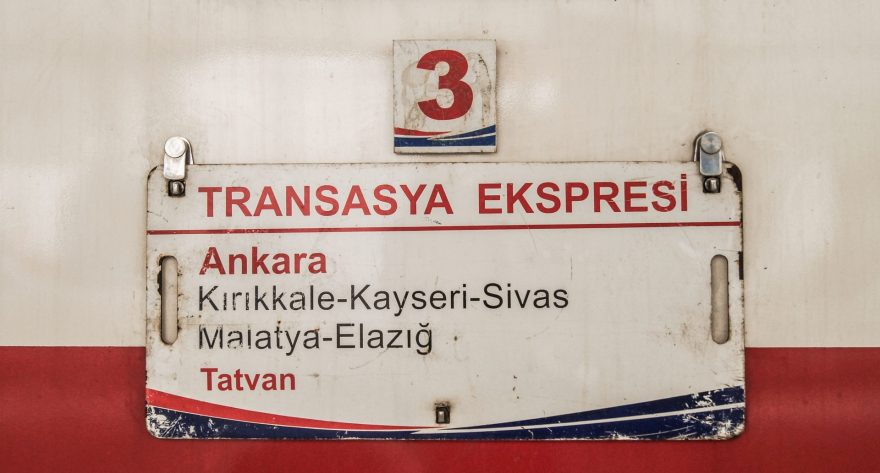 3
TRANSASYA EKSPRESİ
Ankara
Kırıkkale-Kayseri-Sivas
Malatya-Elazığ
Tatvan